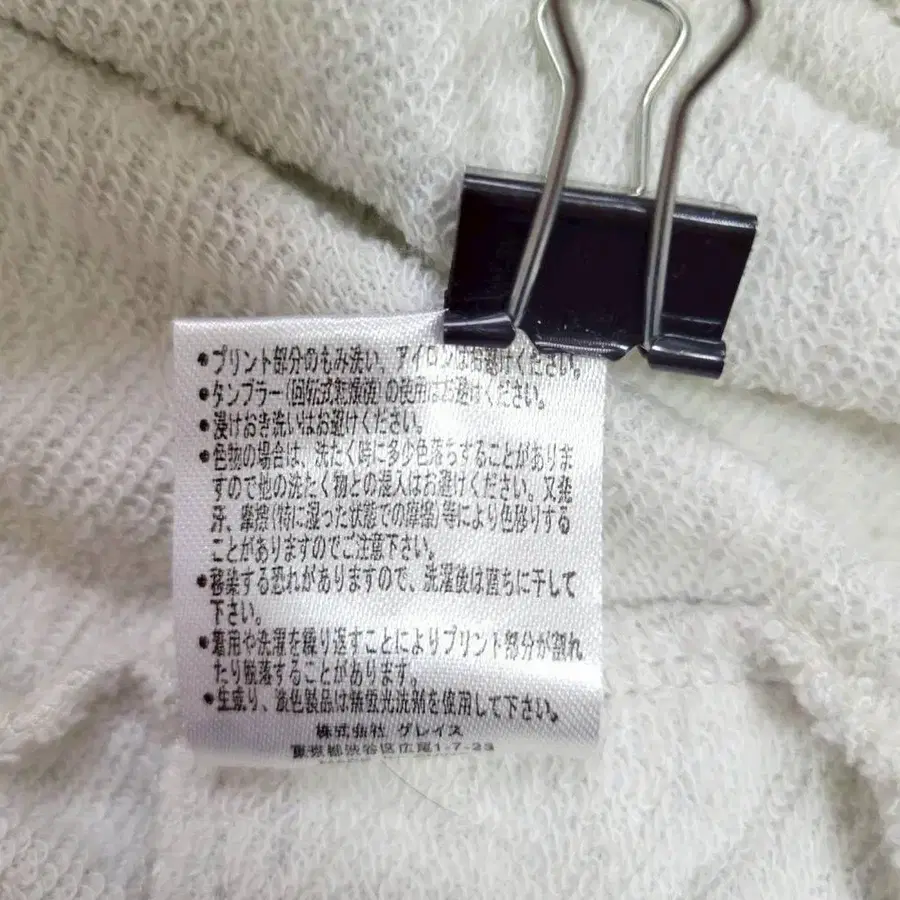 ●プリント部分のもみ洗い、アイロンはお避けください。
●タンブラー(回転式乾燥機)の使用はお避けください。
●浸けおき洗いはお避けください。
●色物の場合は、洗たく時に多少色落ちすることがありま
すので他の洗たく物との混入はお避けください。又発
汗、摩擦(特に湿った状態での摩擦)等により色移りする
ことがありますのでご注意下さい。
●移染する恐れがありますので、洗濯後は直ちに干して
下さい。
●着用や洗濯を繰り返すことによりプリント部分が割れ
たり脱落することがあります。
●生成り、淡色製品は無蛍光洗剤を使用して下さい。
株式会社 グレイス
東京都渋谷区広尾1-7-23